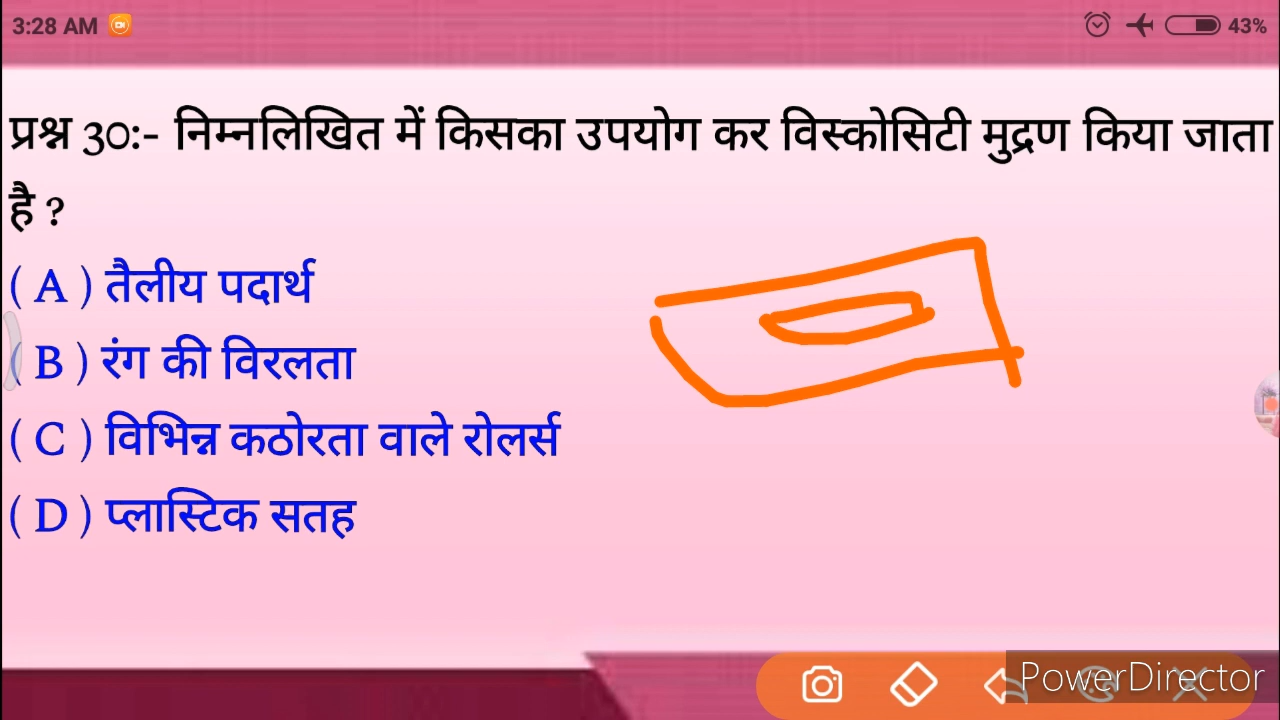 3:28 AM 43%
प्रश्न 30:- निम्नलिखित में किसका उपयोग कर विस्कोसिटी मुद्रण किया जाता
है ?
( A ) तैलीय पदार्थ
( B ) रंग की विरलता
( C ) विभिन्न कठोरता वाले रोलर्स
( D ) प्लास्टिक सतह
PowerDirector